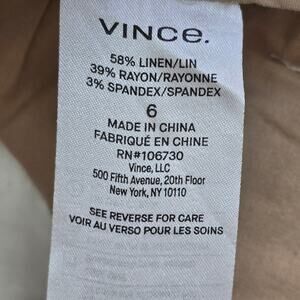 VINCE.
58% LINEN/LIN
39% RAYON/RAYONNE
3% SPANDEX/SPANDEX
6
MADE IN CHINA
FABRIQUÉ EN CHINE
RN#106730
Vince, LLC
500 Fifth Avenue, 20th Floor
New York, NY 10110
SEE REVERSE FOR CARE
VOIR AU VERSO POUR LES SOINS